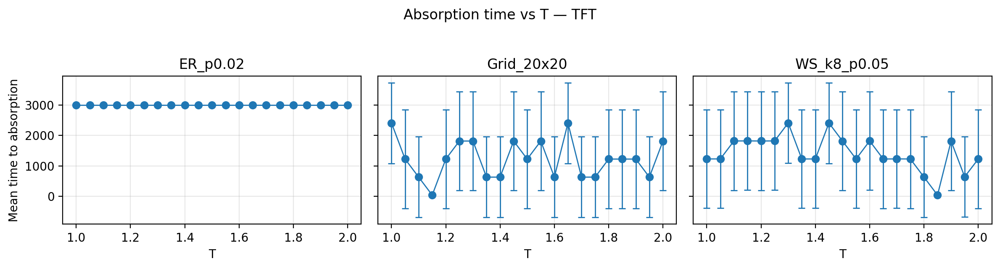 Absorption time vs T — TFT
ER_p0.02
Grid_20x20
WS_k8_p0.05
Mean time to absorption
3000
2000
1000
0
1.0 1.2 1.4 1.6 1.8 2.0
1.0 1.2 1.4 1.6 1.8 2.0
1.0 1.2 1.4 1.6 1.8 2.0
T
T
T